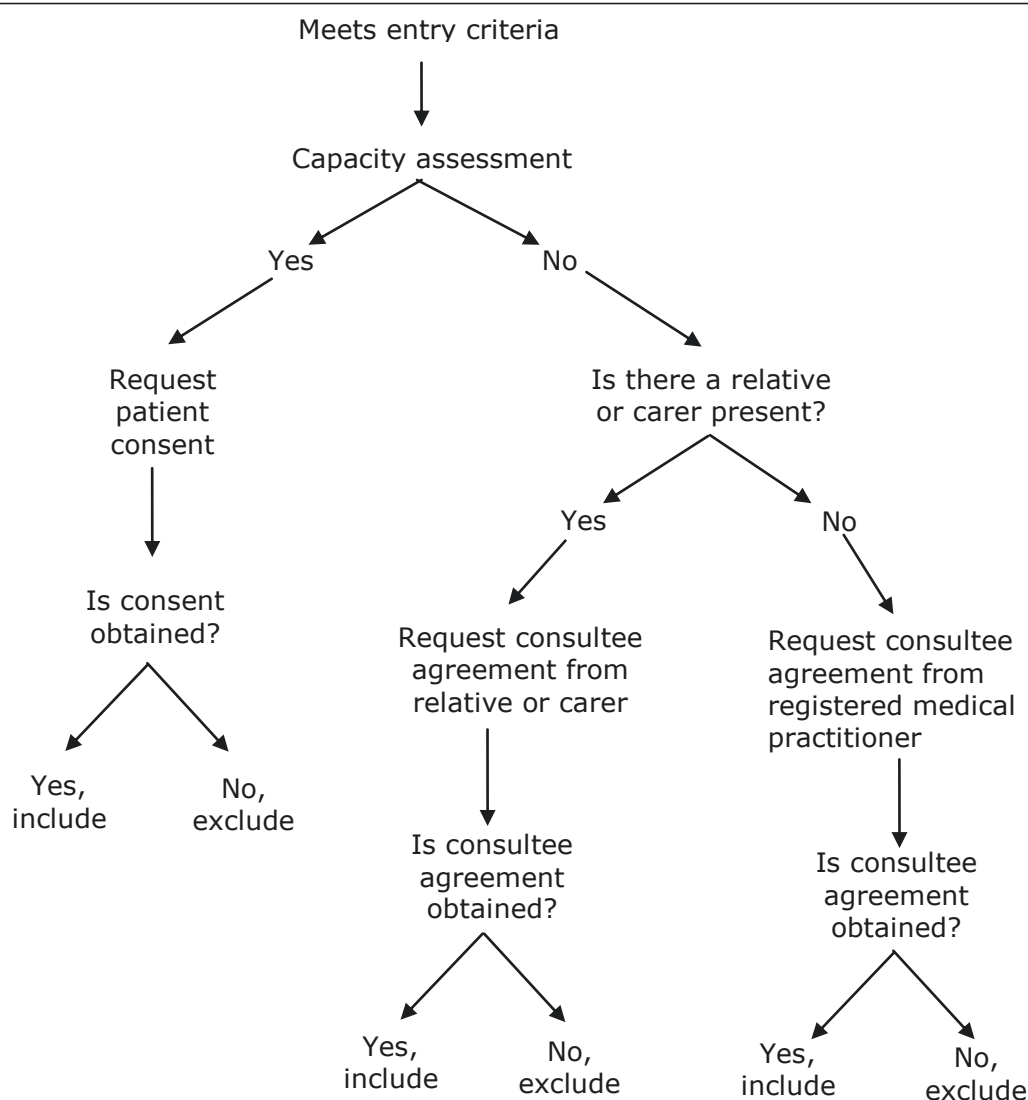 Meets entry criteria
Capacity assessment
Yes
No
Request
patient
consent
Is there a relative
or carer present?
Yes
No
Is consent
obtained?
Request consultee
agreement from
relative or carer
Request consultee
agreement from
registered medical
practitioner
Yes,
include
No,
exclude
Is consultee
agreement
obtained?
Is consultee
agreement
obtained?
Yes,
include
No,
exclude
Yes,
include
No,
exclude